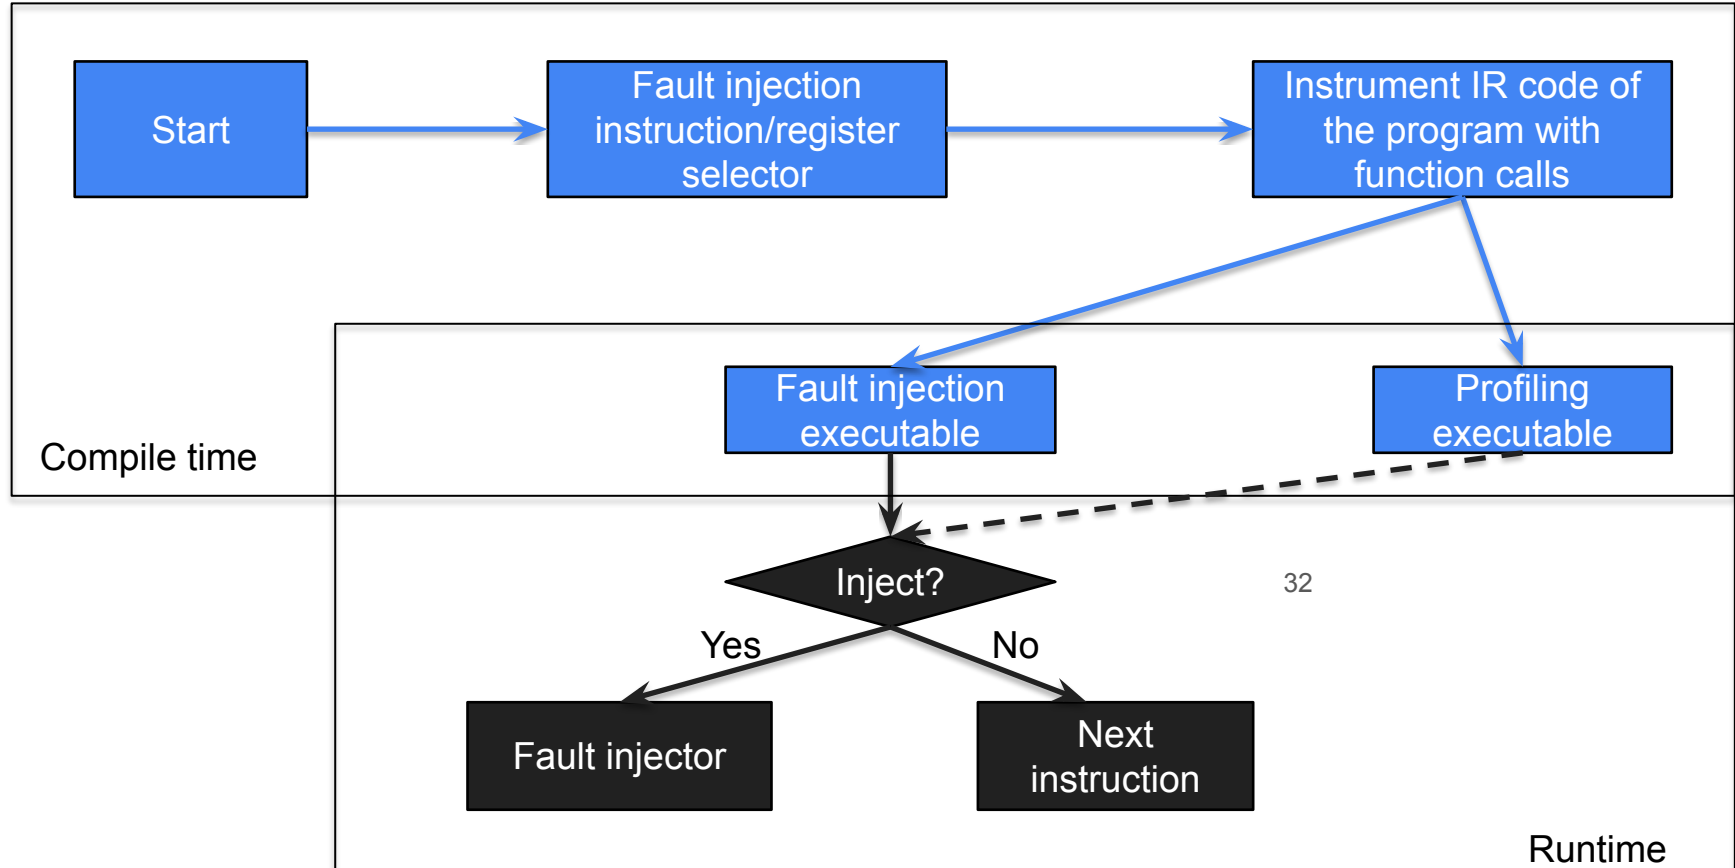 Start
Fault injection
instruction/register
selector
Instrument IR code of
the program with
function calls
Fault injection
executable
Profiling
executable
Compile time
Inject?
32
Yes
No
Fault injector
Next
instruction
Runtime